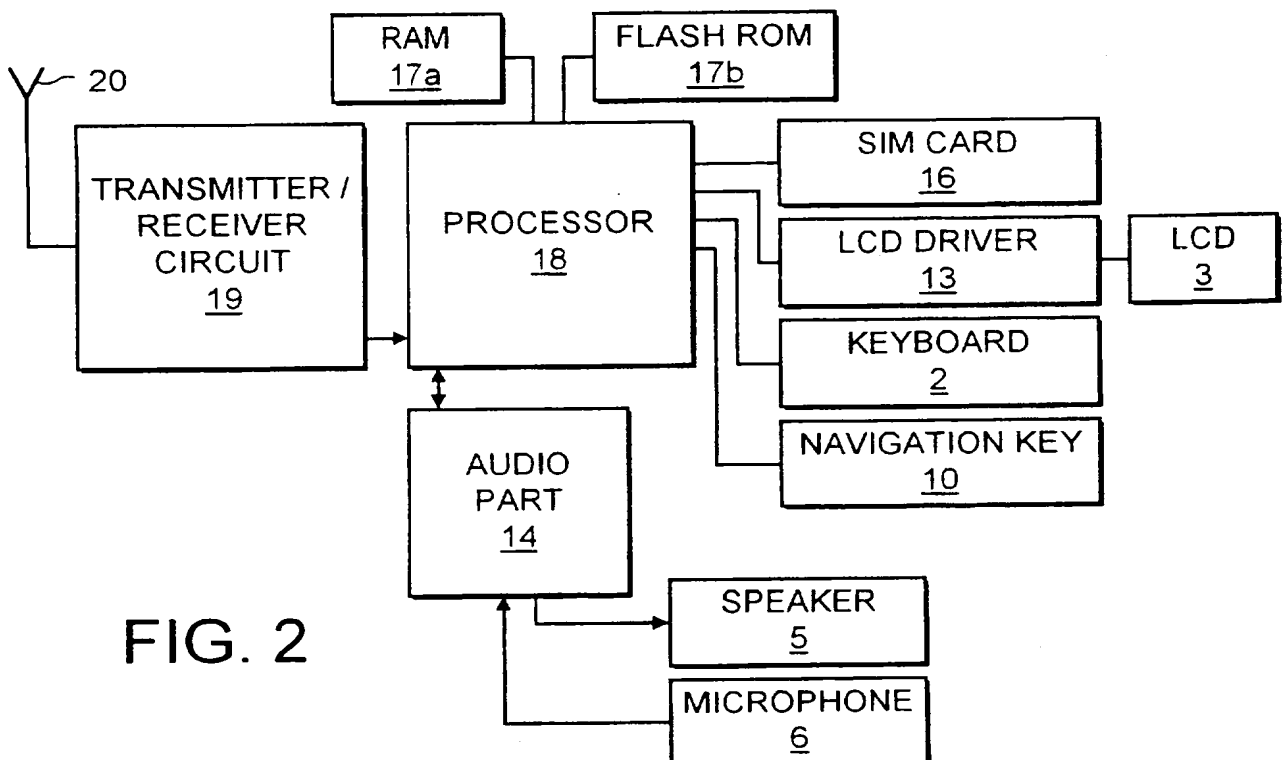 RAM
17a
FLASH ROM
17b
20
TRANSMITTER /
RECEIVER
CIRCUIT
19
PROCESSOR
18
SIM CARD
16
LCD DRIVER
13
LCD
3
KEYBOARD
2
NAVIGATION KEY
10
AUDIO
PART
14
SPEAKER
5
MICROPHONE
6
FIG. 2